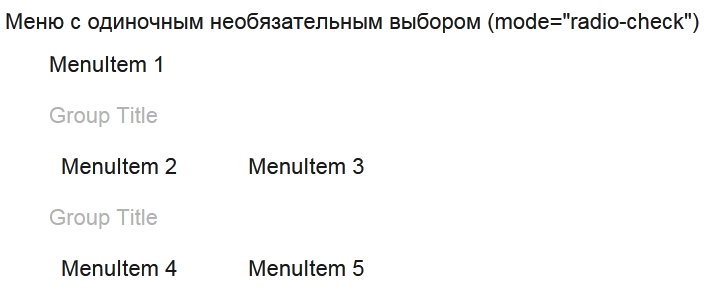 Меню с одиночным необязательным выбором (mode="radio-check")
MenuItem 1
Group Title
MenuItem 2 MenuItem 3
Group Title
MenuItem 4 MenuItem 5